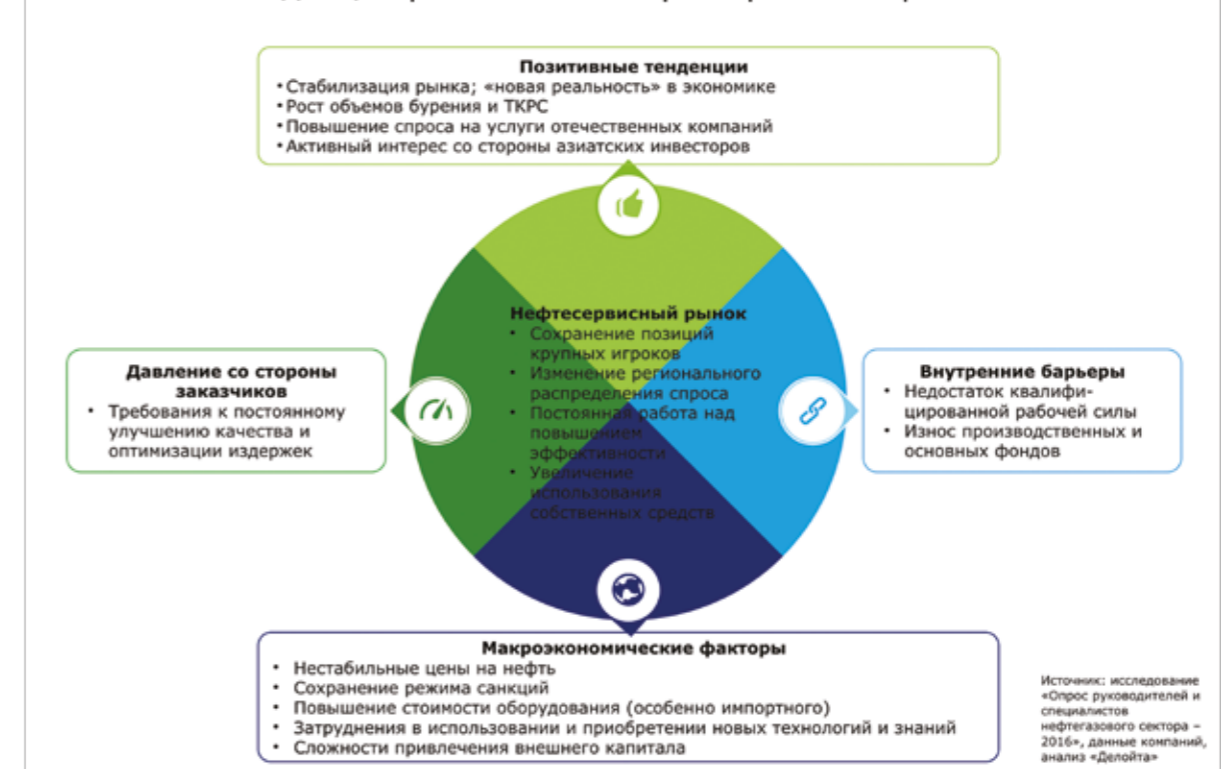 Позитивные тенденции
• Стабилизация рынка; «новая реальность» в экономике
• Рост объемов бурения и ТКРС
• Повышение спроса на услуги отечественных компаний
• Активный интерес со стороны азиатских инвесторов
Нефтесервисный рынок
• Сохранение позиций
крупных игроков
• Изменение регионального
распределения спроса
• Постоянная работа над
повышением
эффективности
• Увеличение
использования
собственных средств
Давление со стороны
заказчиков
• Требования к постоянному
улучшению качества и
оптимизации издержек
Внутренние барьеры
• Недостаток квалифи-
цированной рабочей силы
• Износ производственных и
основных фондов
Макроэкономические факторы
• Нестабильные цены на нефть
• Сохранение режима санкций
• Повышение стоимости оборудования (особенно импортного)
• Затруднения в использовании и приобретении новых технологий и знаний
• Сложности привлечения внешнего капитала
Источник: исследование
«Опрос руководителей и
специалистов
нефтегазового сектора –
2016», данные компаний,
анализ «Делойта»